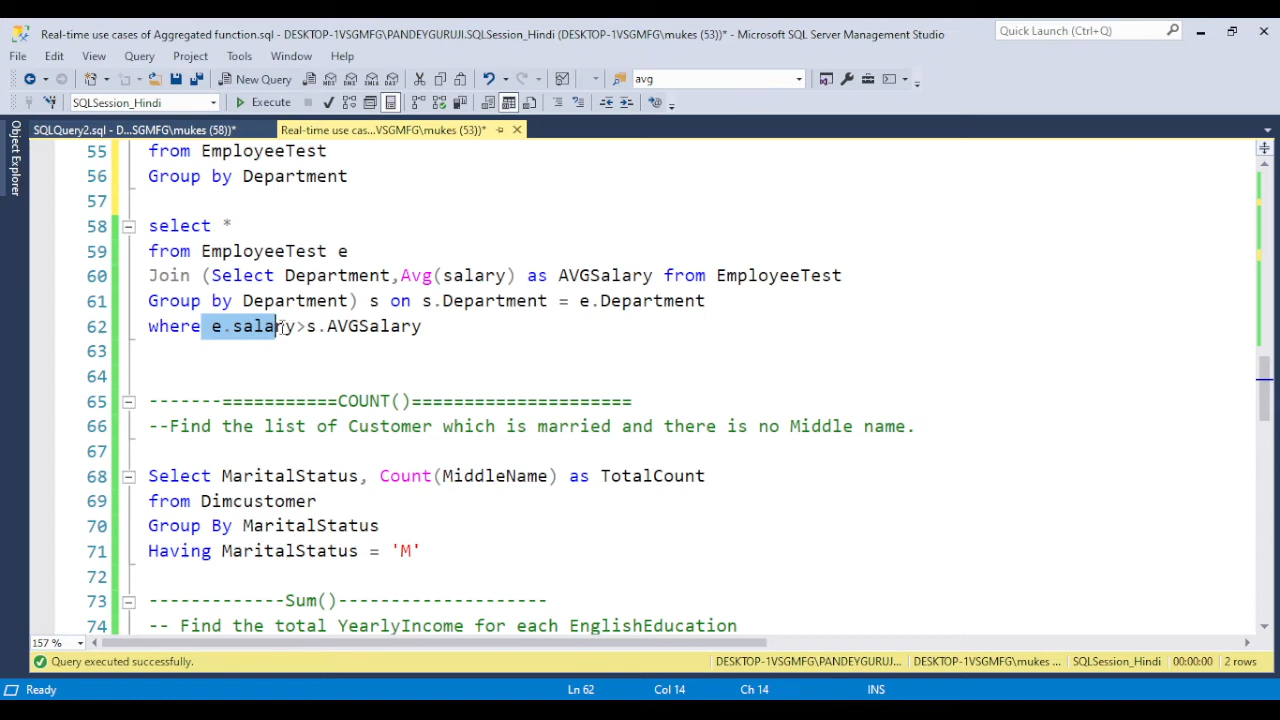 Real-time use cases of Aggregated function.sql - DESKTOP-1VSGMFG\PANDEYGURUJI.SQLSession_Hindi (DESKTOP-1VSGMFG\mukes (53))* - Microsoft SQL Server Management Studio
Quick Launch (Ctrl+Q)
File Edit View Query Project Tools Window Help
New Query avg
SQLSession_Hindi Execute
SQLQuery2.sql - D...SGMFG\mukes (58))* Real-time use cas...VSGMFG\mukes (53))*
Object Explorer
55 from EmployeeTest
56 Group by Department
57
58 select *
59 from EmployeeTest e
60 Join (Select Department,Avg(salary) as AVGSalary from EmployeeTest
61 Group by Department) s on s.Department = e.Department
62 where e.salary>s.AVGSalary
63
64
65 -------===========COUNT()=====================
66 --Find the list of Customer which is married and there is no Middle name.
67
68 Select MaritalStatus, Count(MiddleName) as TotalCount
69 from Dimcustomer
70 Group By MaritalStatus
71 Having MaritalStatus = 'M'
72
73 -------------Sum()--------------------
74 -- Find the total YearlyIncome for each EnglishEducation
157 %
Query executed successfully. DESKTOP-1VSGMFG\PANDEYGURUJ... DESKTOP-1VSGMFG\mukes ... SQLSession_Hindi 00:00:00 2 rows
Ready Ln 62 Col 14 Ch 14 INS